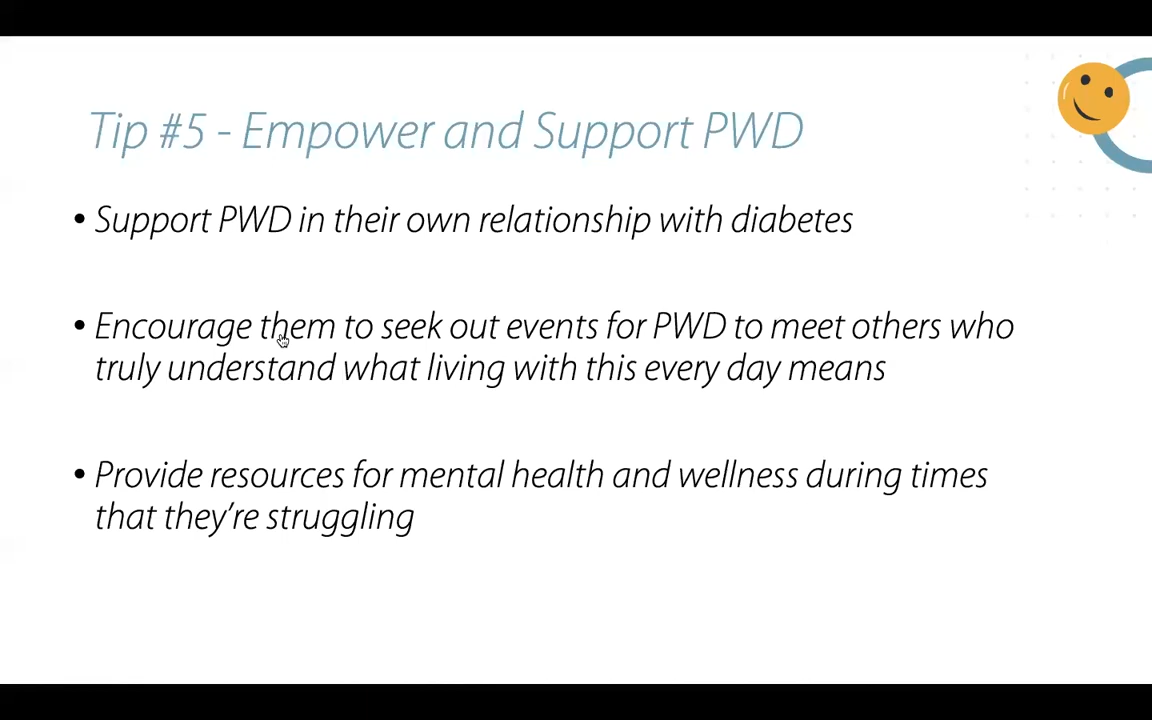 Tip #5 - Empower and Support PWD
• Support PWD in their own relationship with diabetes
• Encourage them to seek out events for PWD to meet others who
truly understand what living with this every day means
• Provide resources for mental health and wellness during times
that they’re struggling